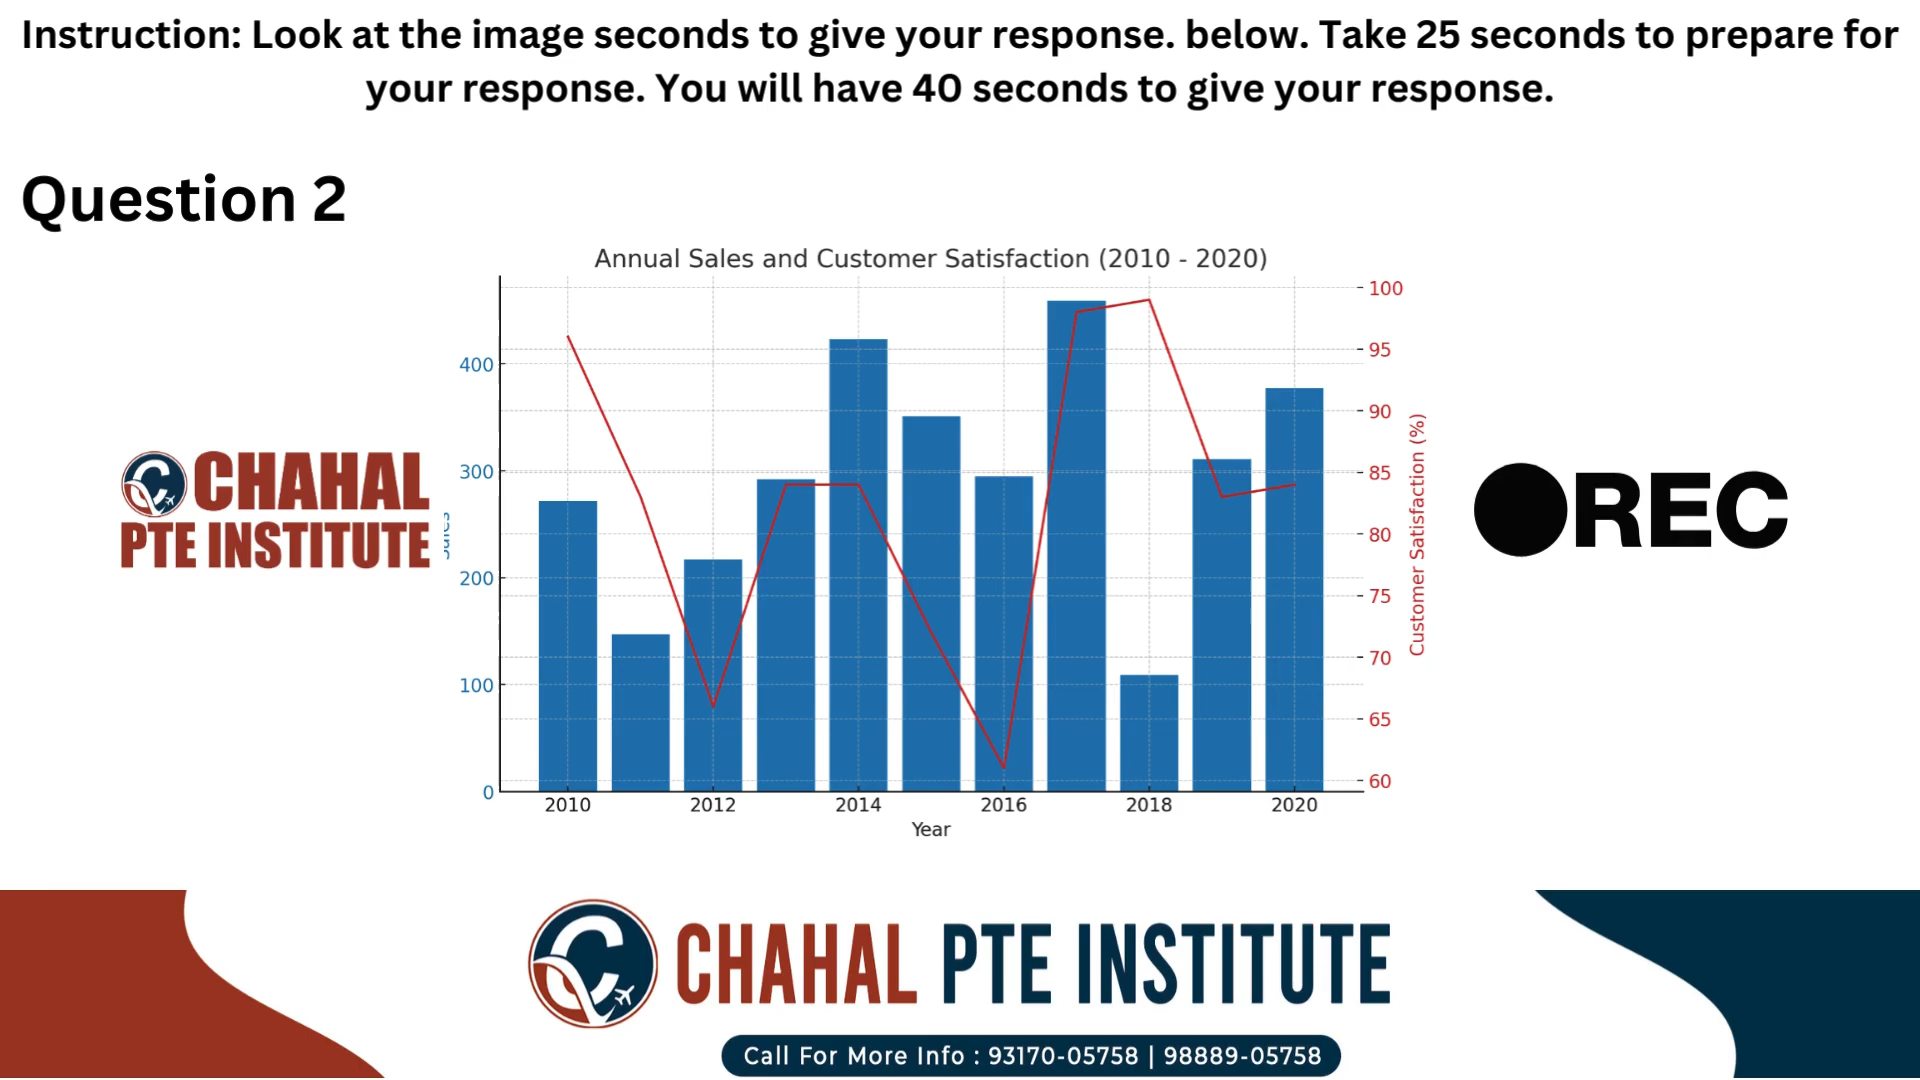 Instruction: Look at the image seconds to give your response. below. Take 25 seconds to prepare for
your response. You will have 40 seconds to give your response.
Question 2
Annual Sales and Customer Satisfaction (2010 - 2020)
400
300
200
100
0
100
95
90
85
80
75
70
65
60
Customer Satisfaction (%)
2010 2012 2014 2016 2018 2020
Year
CHAHAL
PTE INSTITUTE
REC
CHAHAL PTE INSTITUTE
Call For More Info : 93170-05758 | 98889-05758